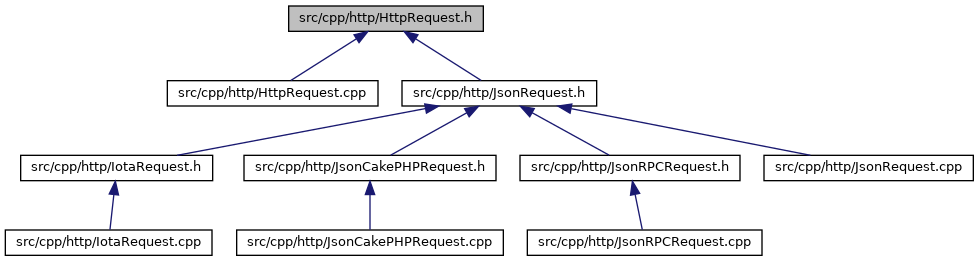 src/cpp/http/HttpRequest.h
src/cpp/http/HttpRequest.cpp
src/cpp/http/JsonRequest.h
src/cpp/http/IotaRequest.h
src/cpp/http/JsonCakePHPRequest.h
src/cpp/http/JsonRPCRequest.h
src/cpp/http/JsonRequest.cpp
src/cpp/http/IotaRequest.cpp
src/cpp/http/JsonCakePHPRequest.cpp
src/cpp/http/JsonRPCRequest.cpp